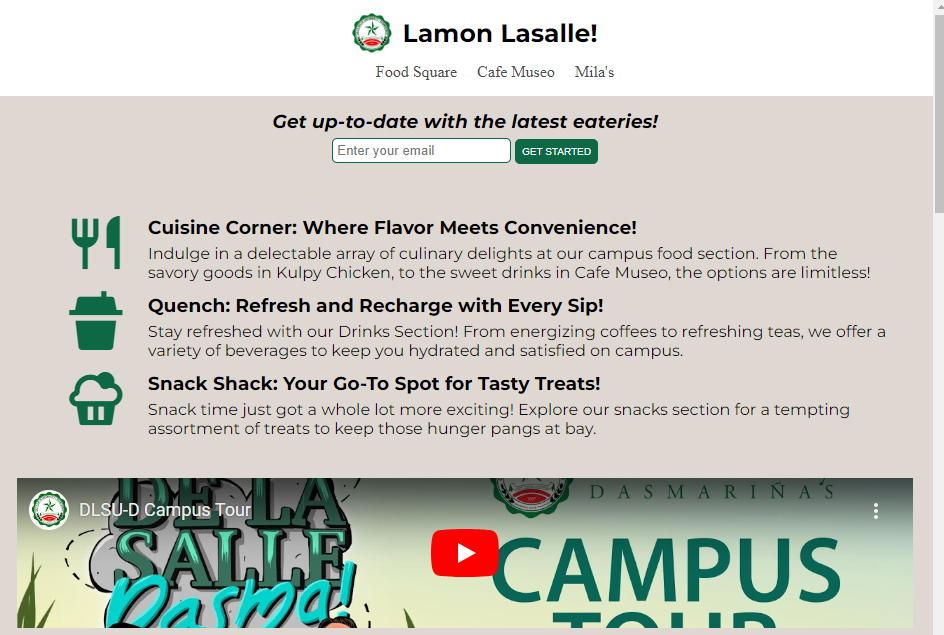 Lamon Lasalle!
Food Square Cafe Museo Mila's
Get up-to-date with the latest eateries!
Enter your email GET STARTED
Cuisine Corner: Where Flavor Meets Convenience!
Indulge in a delectable array of culinary delights at our campus food section. From the
savory goods in Kulpy Chicken, to the sweet drinks in Cafe Museo, the options are limitless!
Quench: Refresh and Recharge with Every Sip!
Stay refreshed with our Drinks Section! From energizing coffees to refreshing teas, we offer a
variety of beverages to keep you hydrated and satisfied on campus.
Snack Shack: Your Go-To Spot for Tasty Treats!
Snack time just got a whole lot more exciting! Explore our snacks section for a tempting
assortment of treats to keep those hunger pangs at bay.
DLSU-D Campus Tour
DE LA
SALLE
Dasma!
DASMARIÑA'S
CAMPUS
TOUR